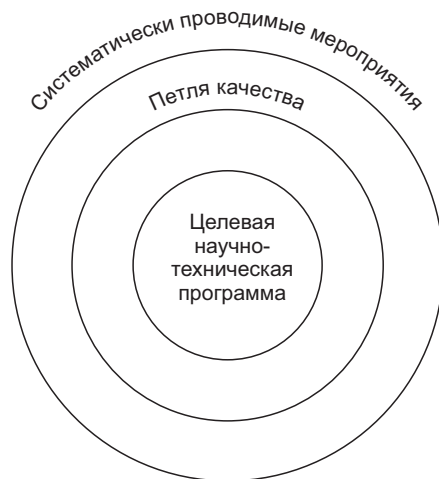 Систематически проводимые мероприятия
Петля качества
Целевая
научно-
техническая
программа